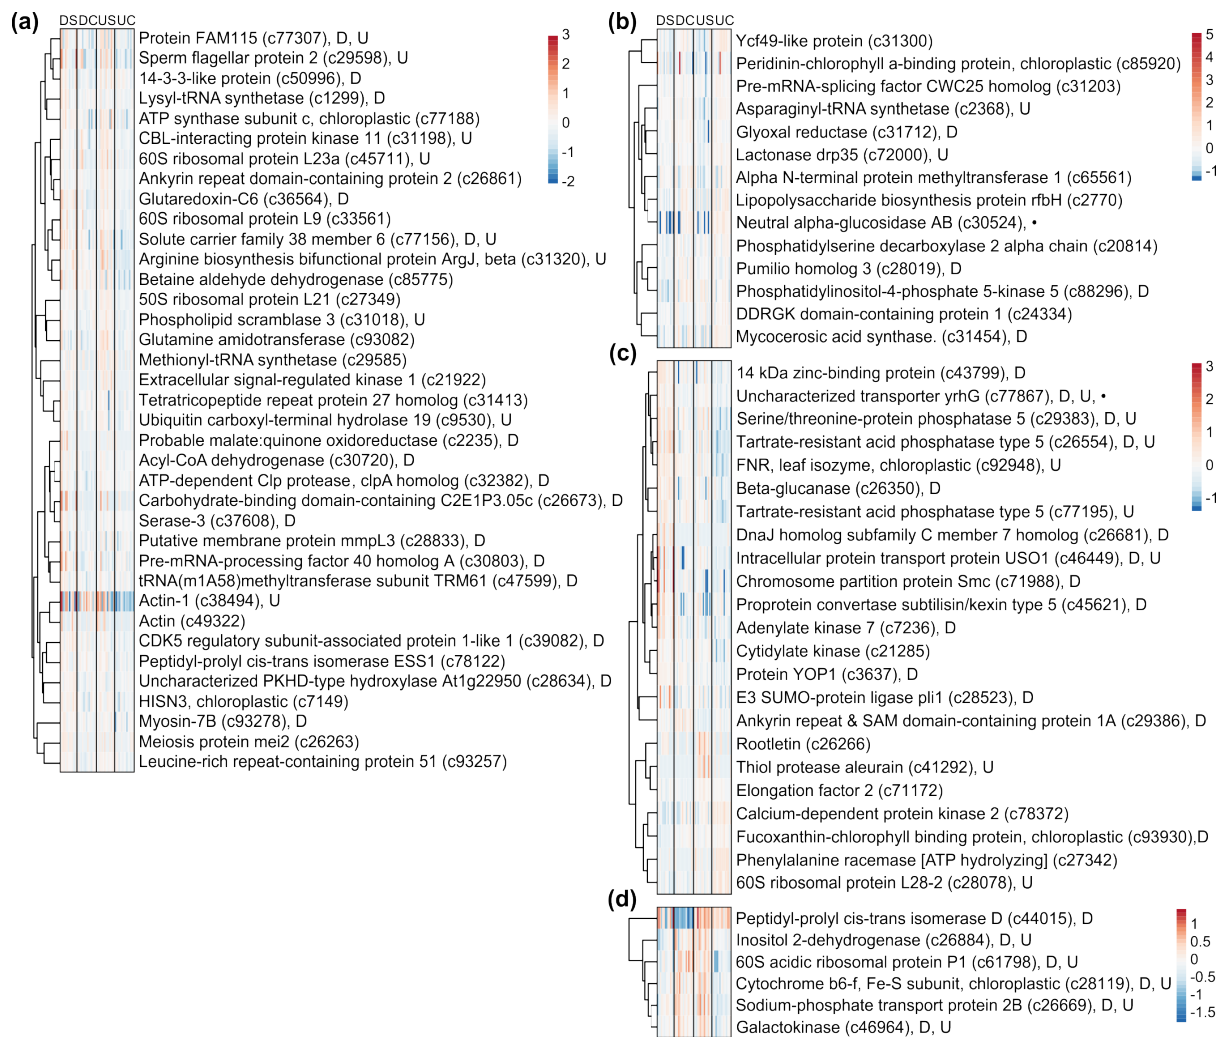 (a)
DSDCUSUC
Protein FAM115 (c77307), D, U
Sperm flagellar protein 2 (c29598), U
14-3-3-like protein (c50996), D
Lysyl-tRNA synthetase (c1299), D
ATP synthase subunit c, chloroplastic (c77188)
CBL-interacting protein kinase 11 (c31198), U
60S ribosomal protein L23a (c45711), U
Ankyrin repeat domain-containing protein 2 (c26861)
Glutaredoxin-C6 (c36564), D
60S ribosomal protein L9 (c33561)
Solute carrier family 38 member 6 (c77156), D, U
Arginine biosynthesis bifunctional protein ArgJ, beta (c31320), U
Betaine aldehyde dehydrogenase (c85775)
50S ribosomal protein L21 (c27349)
Phospholipid scramblase 3 (c31018), U
Glutamine amidotransferase (c93082)
Methionyl-tRNA synthetase (c29585)
Extracellular signal-regulated kinase 1 (c21922)
Tetratricopeptide repeat protein 27 homolog (c31413)
Ubiquitin carboxyl-terminal hydrolase 19 (c9530), U
Probable malate:quinone oxidoreductase (c2235), D
Acyl-CoA dehydrogenase (c30720), D
ATP-dependent Clp protease, clpA homolog (c32382), D
Carbohydrate-binding domain-containing C2E1P3.05c (c26673), D
Serase-3 (c37608), D
Putative membrane protein mmpL3 (c28833), D
Pre-mRNA-processing factor 40 homolog A (c30803), D
tRNA(m1A58)methyltransferase subunit TRM61 (c47599), D
Actin-1 (c38494), U
Actin (c49322)
CDK5 regulatory subunit-associated protein 1-like 1 (c39082), D
Peptidyl-prolyl cis-trans isomerase ESS1 (c78122)
Uncharacterized PKHD-type hydroxylase At1g22950 (c28634), D
HISN3, chloroplastic (c7149)
Myosin-7B (c93278), D
Meiosis protein mei2 (c26263)
Leucine-rich repeat-containing protein 51 (c93257)
3
2
1
0
-1
-2
(b)
DSDCUSUC
Ycf49-like protein (c31300)
Peridinin-chlorophyll a-binding protein, chloroplastic (c85920)
Pre-mRNA-splicing factor CWC25 homolog (c31203)
Asparaginyl-tRNA synthetase (c2368), U
Glyoxal reductase (c31712), D
Lactonase drp35 (c72000), U
Alpha N-terminal protein methyltransferase 1 (c65561)
Lipopolysaccharide biosynthesis protein rfbH (c2770)
Neutral alpha-glucosidase AB (c30524), •
Phosphatidylserine decarboxylase 2 alpha chain (c20814)
Pumilio homolog 3 (c28019), D
Phosphatidylinositol-4-phosphate 5-kinase 5 (c88296), D
DDRGK domain-containing protein 1 (c24334)
Mycocerosic acid synthase. (c31454), D
5
4
3
2
1
0
-1
(c)
14 kDa zinc-binding protein (c43799), D
Uncharacterized transporter yrhG (c77867), D, U, •
Serine/threonine-protein phosphatase 5 (c29383), D, U
Tartrate-resistant acid phosphatase type 5 (c26554), D, U
FNR, leaf isozyme, chloroplastic (c92948), U
Beta-glucanase (c26350), D
Tartrate-resistant acid phosphatase type 5 (c77195), U
DnaJ homolog subfamily C member 7 homolog (c26681), D
Intracellular protein transport protein USO1 (c46449), D, U
Chromosome partition protein Smc (c71988), D
Proprotein convertase subtilisin/kexin type 5 (c45621), D
Adenylate kinase 7 (c7236), D
Cytidylate kinase (c21285)
Protein YOP1 (c3637), D
E3 SUMO-protein ligase pli1 (c28523), D
Ankyrin repeat & SAM domain-containing protein 1A (c29386), D
Rootletin (c26266)
Thiol protease aleurain (c41292), U
Elongation factor 2 (c71172)
Calcium-dependent protein kinase 2 (c78372)
Fucoxanthin-chlorophyll binding protein, chloroplastic (c93930),D
Phenylalanine racemase [ATP hydrolyzing] (c27342)
60S ribosomal protein L28-2 (c28078), U
3
2
1
0
-1
(d)
Peptidyl-prolyl cis-trans isomerase D (c44015), D
Inositol 2-dehydrogenase (c26884), D, U
60S acidic ribosomal protein P1 (c61798), D, U
Cytochrome b6-f, Fe-S subunit, chloroplastic (c28119), D, U
Sodium-phosphate transport protein 2B (c26669), D, U
Galactokinase (c46964), D, U
1
0.5
0
-0.5
-1
-1.5